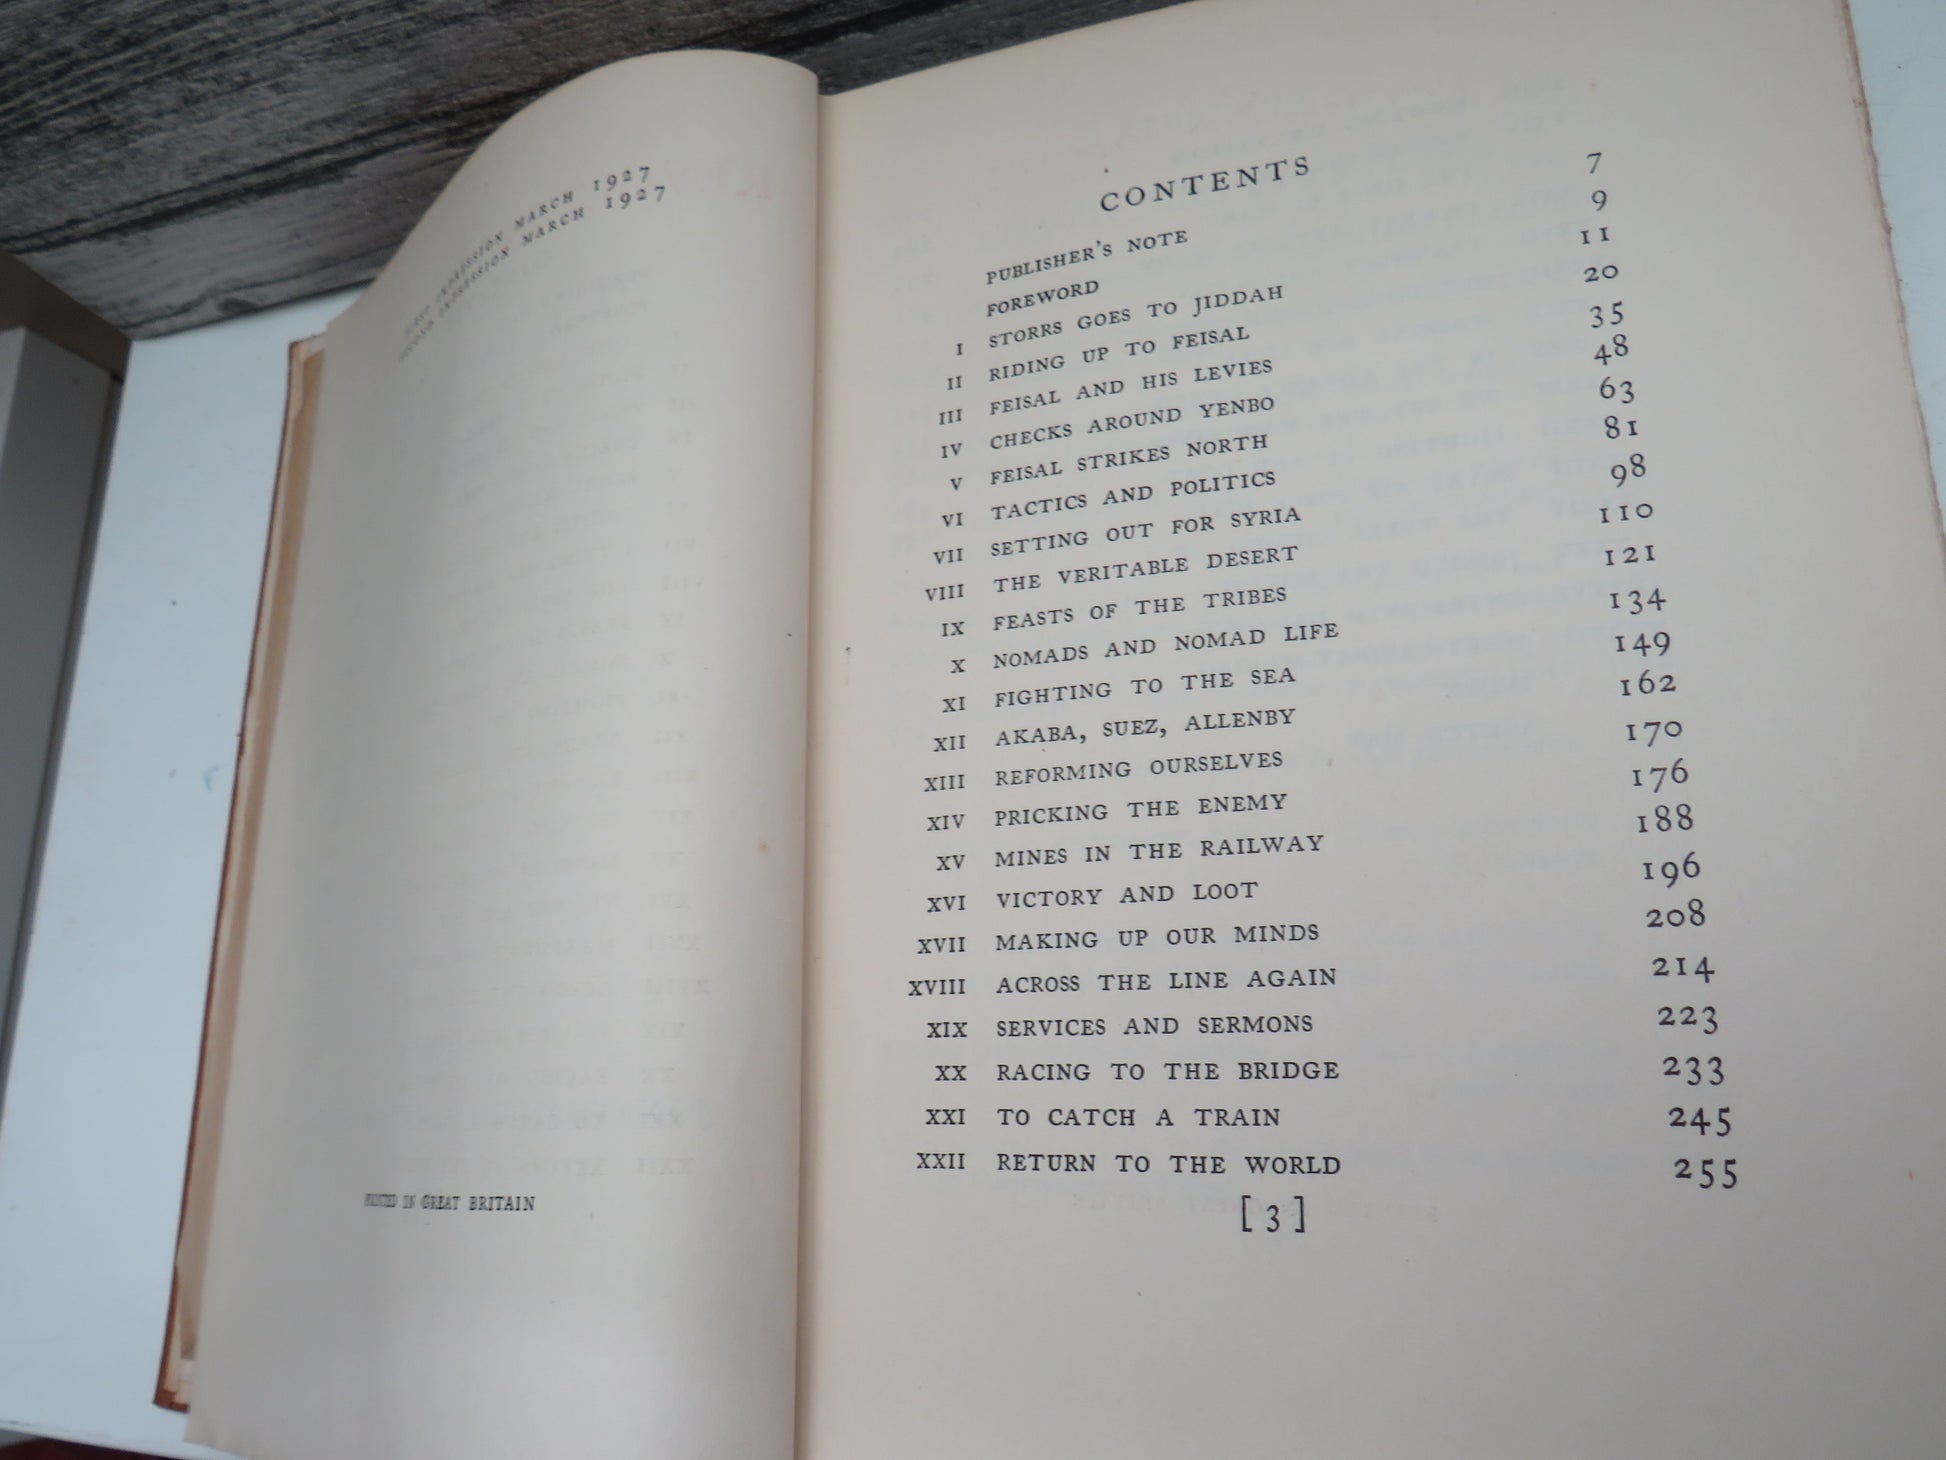 FIRST IMPRESSION MARCH 1927
SECOND IMPRESSION MARCH 1927
PRINTED IN GREAT BRITAIN
CONTENTS
PUBLISHER'S NOTE 7
FOREWORD 9
I STORRS GOES TO JIDDAH 11
II RIDING UP TO FEISAL 20
III FEISAL AND HIS LEVIES 35
IV CHECKS AROUND YENBO 48
V FEISAL STRIKES NORTH 63
VI TACTICS AND POLITICS 81
VII SETTING OUT FOR SYRIA 98
VIII THE VERITABLE DESERT 110
IX FEASTS OF THE TRIBES 121
X NOMADS AND NOMAD LIFE 134
XI FIGHTING TO THE SEA 149
XII AKABA, SUEZ, ALLENBY 162
XIII REFORMING OURSELVES 170
XIV PRICKING THE ENEMY 176
XV MINES IN THE RAILWAY 188
XVI VICTORY AND LOOT 196
XVII MAKING UP OUR MINDS 208
XVIII ACROSS THE LINE AGAIN 214
XIX SERVICES AND SERMONS 223
XX RACING TO THE BRIDGE 233
XXI TO CATCH A TRAIN 245
XXII RETURN TO THE WORLD 255
[3]